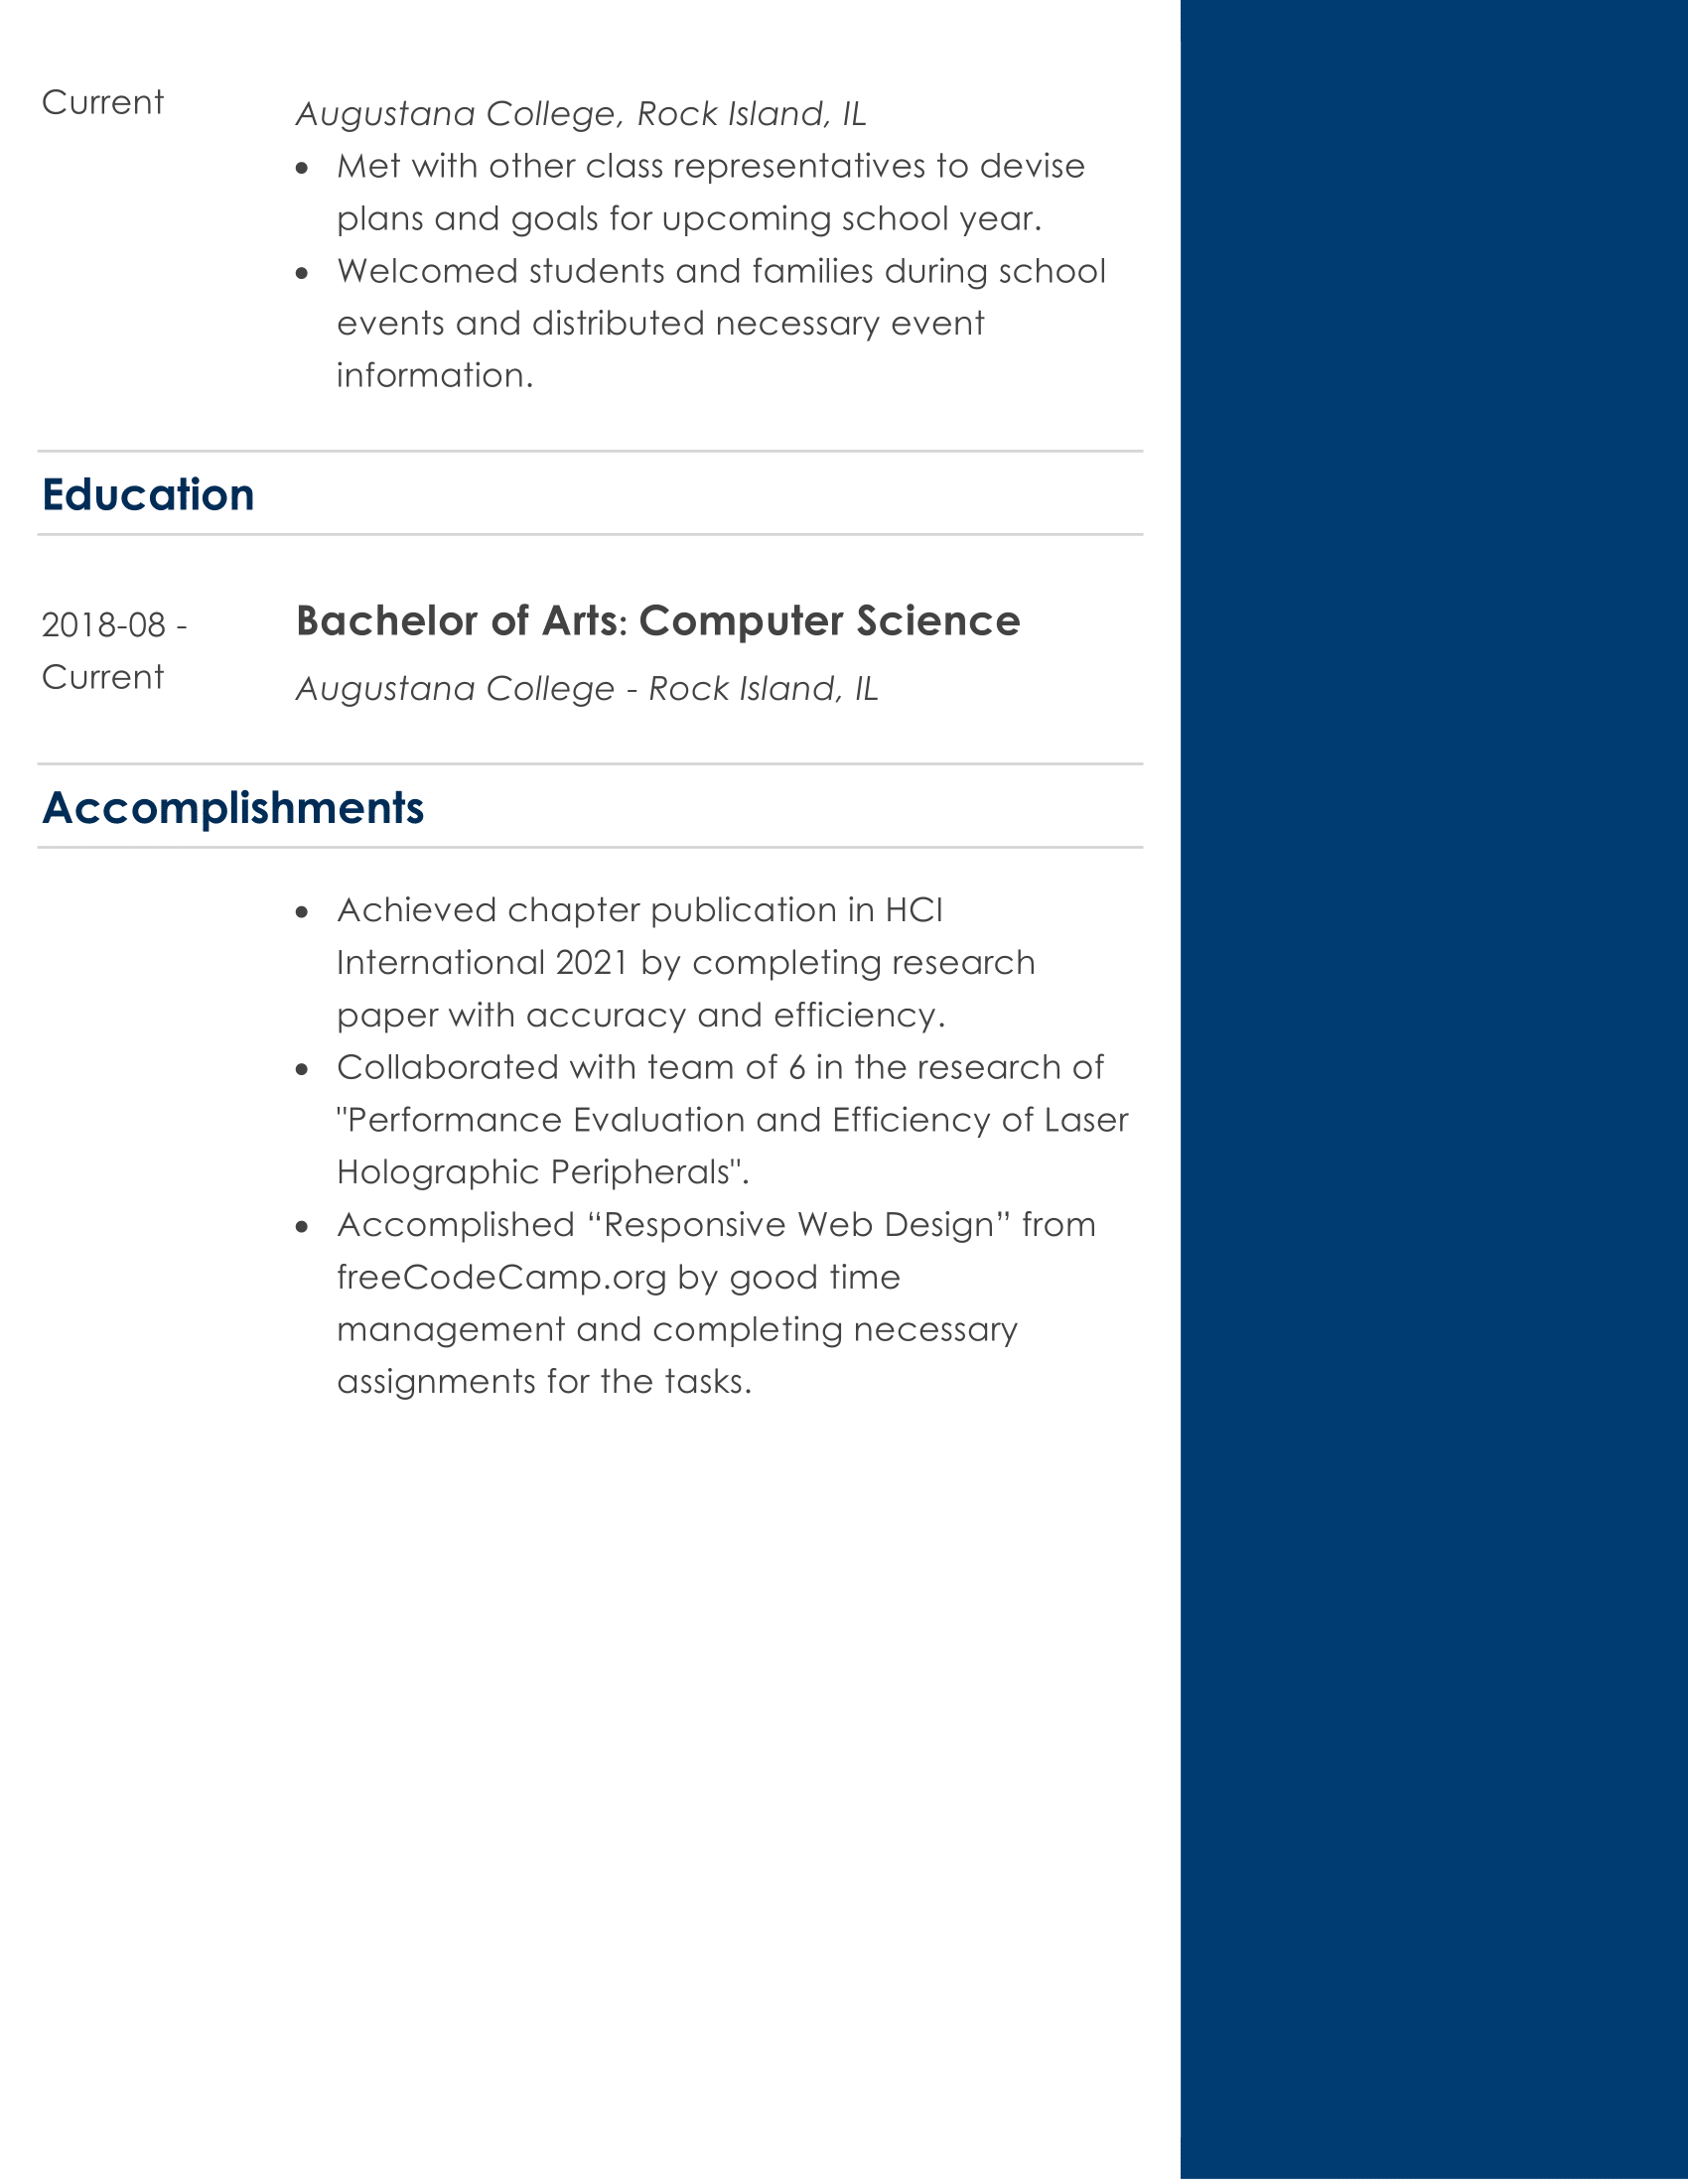 Current
Augustana College, Rock Island, IL
• Met with other class representatives to devise
plans and goals for upcoming school year.
• Welcomed students and families during school
events and distributed necessary event
information.
Education
2018-08 -
Current
Bachelor of Arts: Computer Science
Augustana College - Rock Island, IL
Accomplishments
• Achieved chapter publication in HCI
International 2021 by completing research
paper with accuracy and efficiency.
• Collaborated with team of 6 in the research of
"Performance Evaluation and Efficiency of Laser
Holographic Peripherals".
• Accomplished “Responsive Web Design” from
freeCodeCamp.org by good time
management and completing necessary
assignments for the tasks.